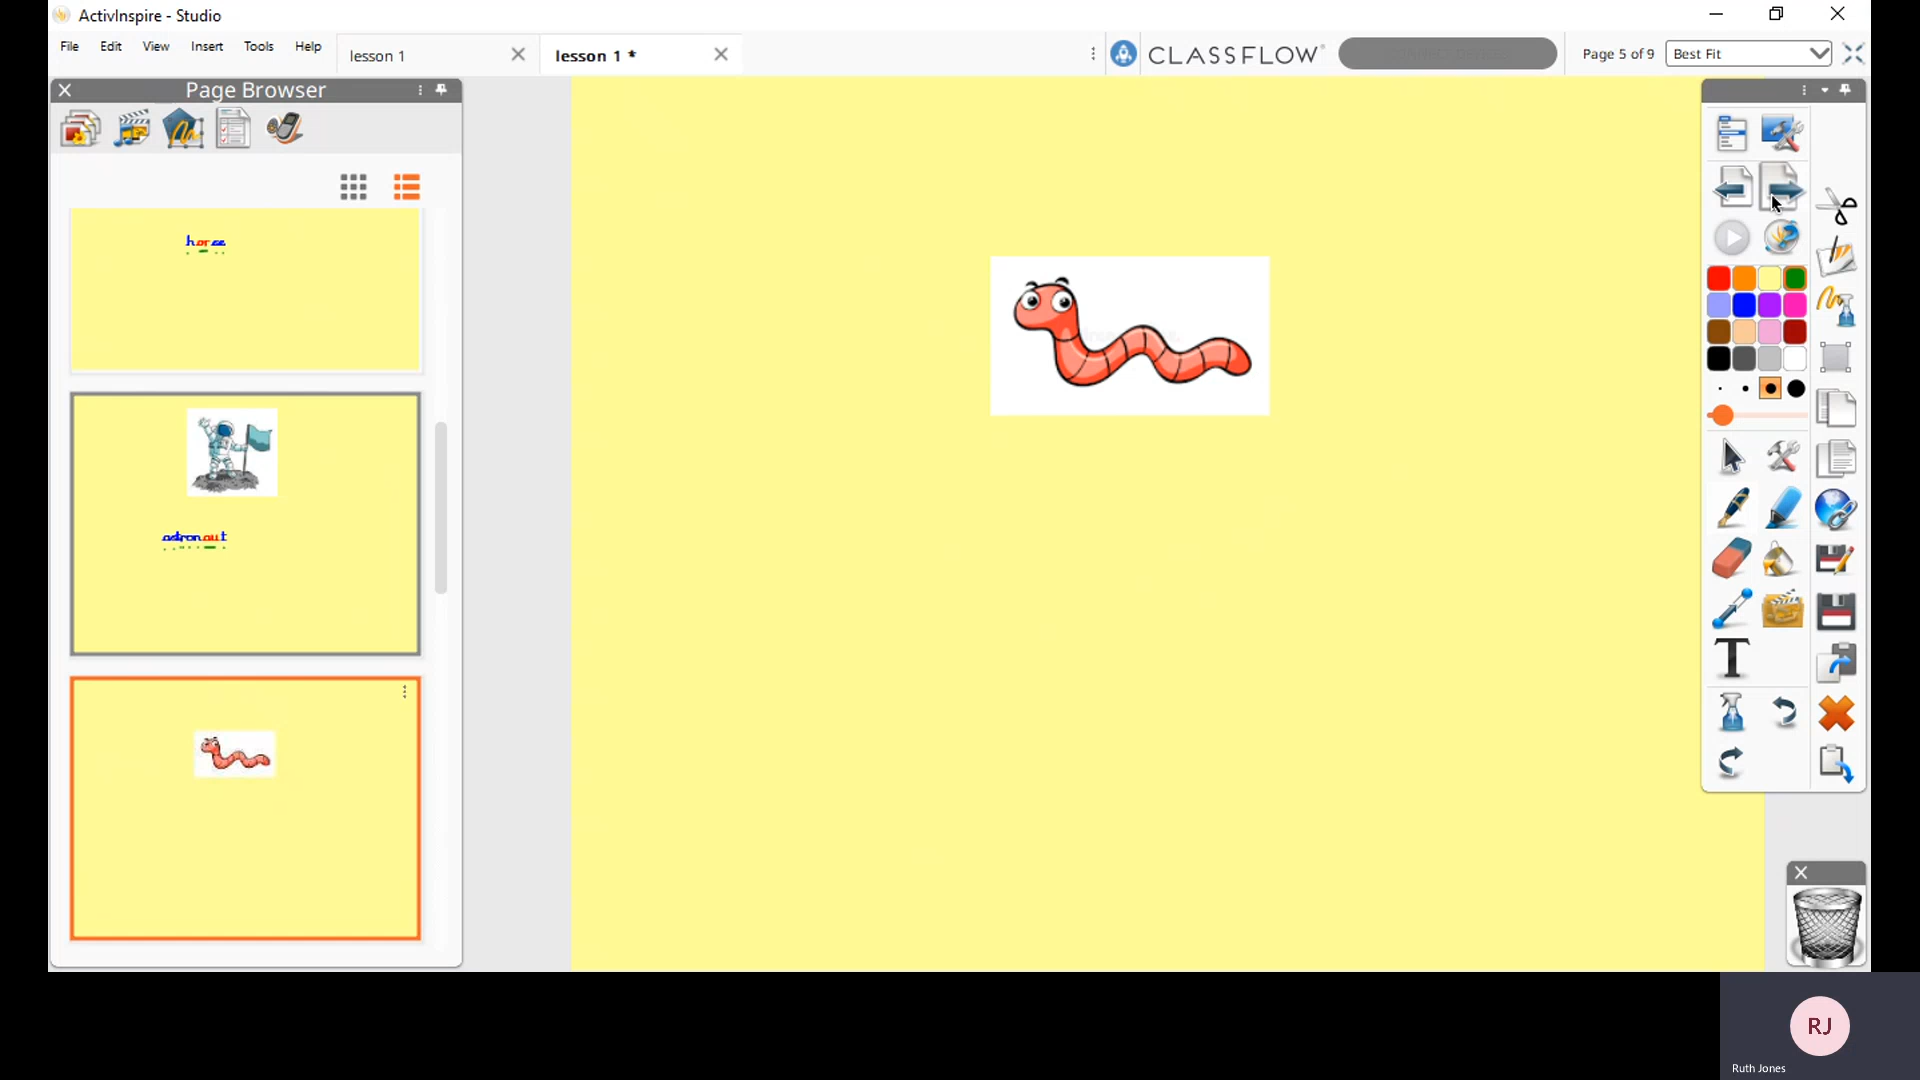 ActivInspire - Studio
File Edit View Insert Tools Help
lesson 1
lesson 1 *
CLASSFLOW
Page 5 of 9
Best Fit
Page Browser
horse
astronaut
T
RJ
Ruth Jones